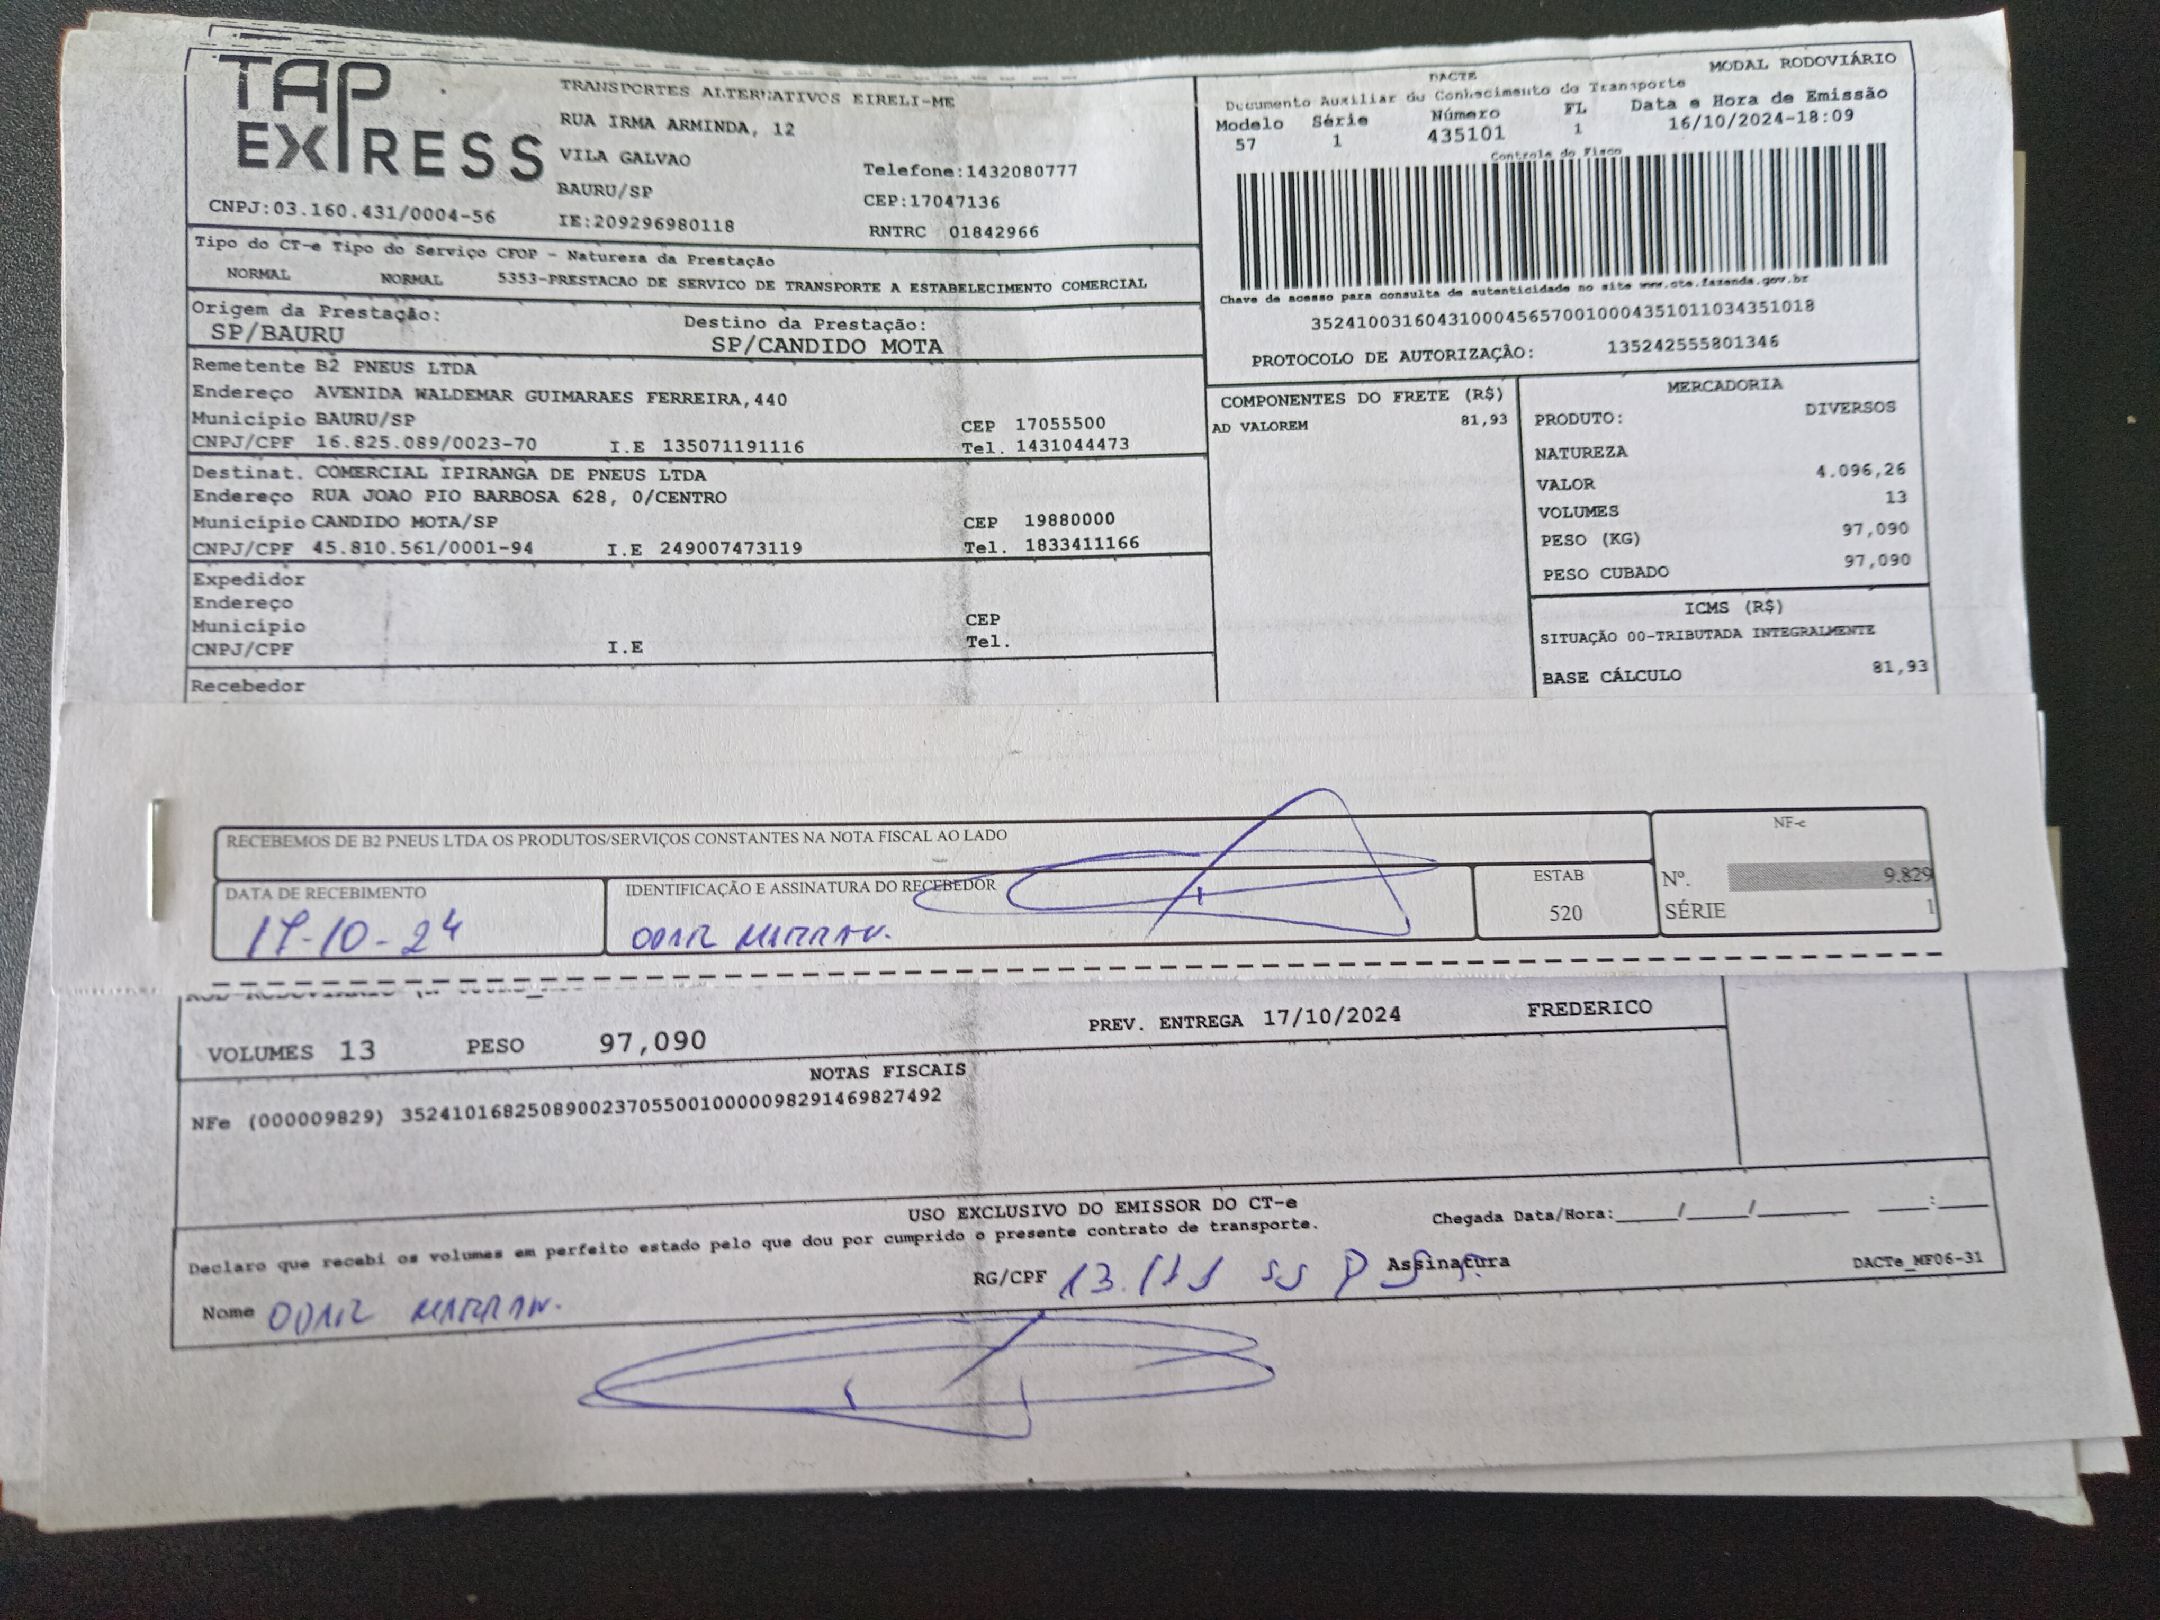 TAP EXPRESS
TRANSPORTES ALTERNATIVOS EIRELI-ME
RUA IRMA ARMINDA, 12
VILA GALVAO
BAURU/SP
IE:209296980118
Telefone:1432080777
CEP:17047136
RNTRC 01842966
CNPJ:03.160.431/0004-56
MODAL RODOVIÁRIO
DACTE
Documento Auxiliar do Conhecimento de Transporte
Modelo Série Número FL Data e Hora de Emissão
57 1 435101 1 16/10/2024-18:09
Controle do Fisco
Chave de acesso para consulta de autenticidade no site www.cte.fazenda.gov.br
35241003160431000456570010004351011034351018
PROTOCOLO DE AUTORIZAÇÃO: 135242555801346
Tipo do CT-e Tipo do Serviço CFOP - Natureza da Prestação
NORMAL NORMAL 5353-PRESTACAO DE SERVICO DE TRANSPORTE A ESTABELECIMENTO COMERCIAL
Origem da Prestação: Destino da Prestação:
SP/BAURU SP/CANDIDO MOTA
Remetente B2 PNEUS LTDA
Endereço AVENIDA WALDEMAR GUIMARAES FERREIRA,440
Município BAURU/SP CEP 17055500
CNPJ/CPF 16.825.089/0023-70 I.E 135071191116 Tel. 1431044473
Destinat. COMERCIAL IPIRANGA DE PNEUS LTDA
Endereço RUA JOAO PIO BARBOSA 628, 0/CENTRO
Município CANDIDO MOTA/SP CEP 19880000
CNPJ/CPF 45.810.561/0001-94 I.E 249007473119 Tel. 1833411166
Expedidor
Endereço
Município CEP
CNPJ/CPF I.E Tel.
Recebedor
COMPONENTES DO FRETE (R$)
AD VALOREM 81,93
MERCADORIA
PRODUTO: DIVERSOS
NATUREZA
VALOR 4.096,26
VOLUMES 13
PESO (KG) 97,090
PESO CUBADO 97,090
ICMS (R$)
SITUAÇÃO 00-TRIBUTADA INTEGRALMENTE
BASE CÁLCULO 81,93
RECEBEMOS DE B2 PNEUS LTDA OS PRODUTOS/SERVIÇOS CONSTANTES NA NOTA FISCAL AO LADO
DATA DE RECEBIMENTO
17-10-24
IDENTIFICAÇÃO E ASSINATURA DO RECEBEDOR
ODAIR
ESTAB
520
NF-e
Nº. 9.829
SÉRIE 1
VOLUMES 13 PESO 97,090 PREV. ENTREGA 17/10/2024 FREDERICO
NOTAS FISCAIS
NFe (000009829) 35241016825089002370550010000098291469827492
USO EXCLUSIVO DO EMISSOR DO CT-e
Declaro que recebi os volumes em perfeito estado pelo que dou por cumprido o presente contrato de transporte.
Chegada Data/Hora:____/____/______ ___:___
Nome ODAIR
RG/CPF
Assinatura
DACTe_MF06-31